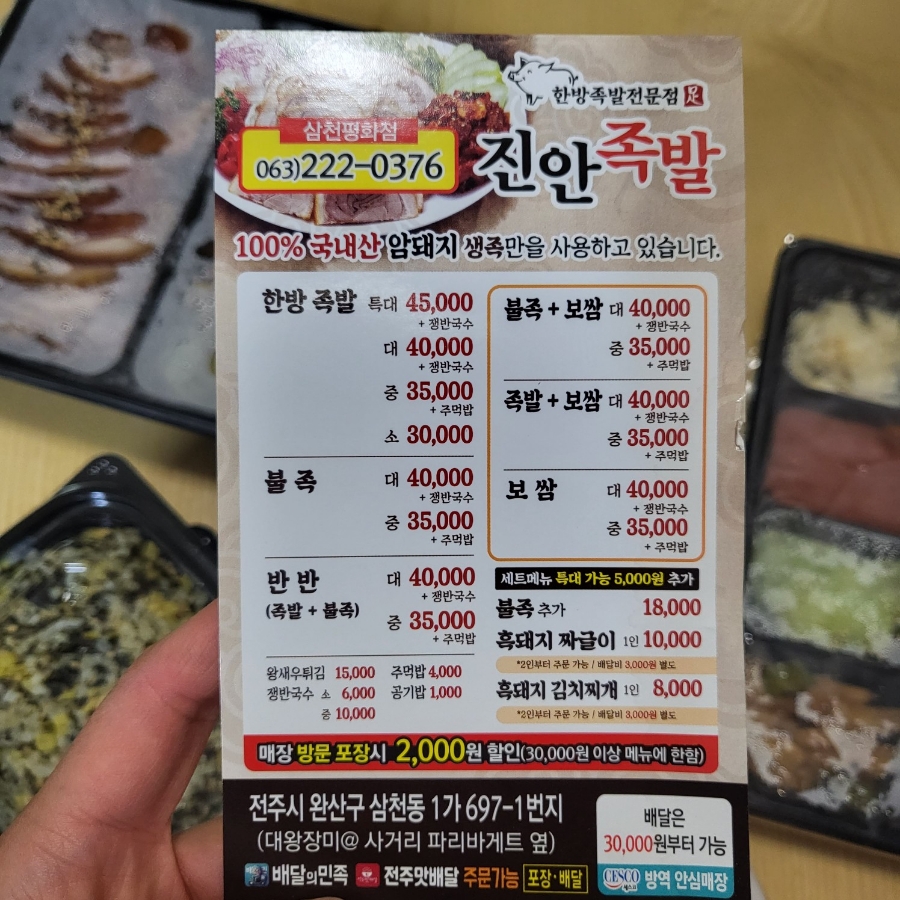 한방족발전문점 足
삼천평화점
063)222-0376
진안족발
100% 국내산 암돼지 생족만을 사용하고 있습니다.
한방 족발 특대 45,000
+ 쟁반국수
대 40,000
+ 쟁반국수
중 35,000
+ 주먹밥
소 30,000
불족 대 40,000
+ 쟁반국수
중 35,000
+ 주먹밥
반반 대 40,000
(족발 + 불족) + 쟁반국수
중 35,000
+ 주먹밥
왕새우튀김 15,000 주먹밥 4,000
쟁반국수 소 6,000 공기밥 1,000
중 10,000
불족 + 보쌈 대 40,000
+ 쟁반국수
중 35,000
+ 주먹밥
족발 + 보쌈 대 40,000
+ 쟁반국수
중 35,000
+ 주먹밥
보쌈 대 40,000
+ 쟁반국수
중 35,000
+ 주먹밥
세트메뉴 특대 가능 5,000원 추가
불족 추가 18,000
흑돼지 짜글이 1인 10,000
*2인부터 주문 가능 / 배달비 3,000원 별도
흑돼지 김치찌개 1인 8,000
*2인부터 주문 가능 / 배달비 3,000원 별도
매장 방문 포장시 2,000원 할인(30,000원 이상 메뉴에 한함)
전주시 완산구 삼천동 1가 697-1번지
(대왕장미@ 사거리 파리바게트 옆)
배달의민족 전주맛배달 주문가능 포장·배달
배달은
30,000원부터 가능
CESCO 세스코 방역 안심매장